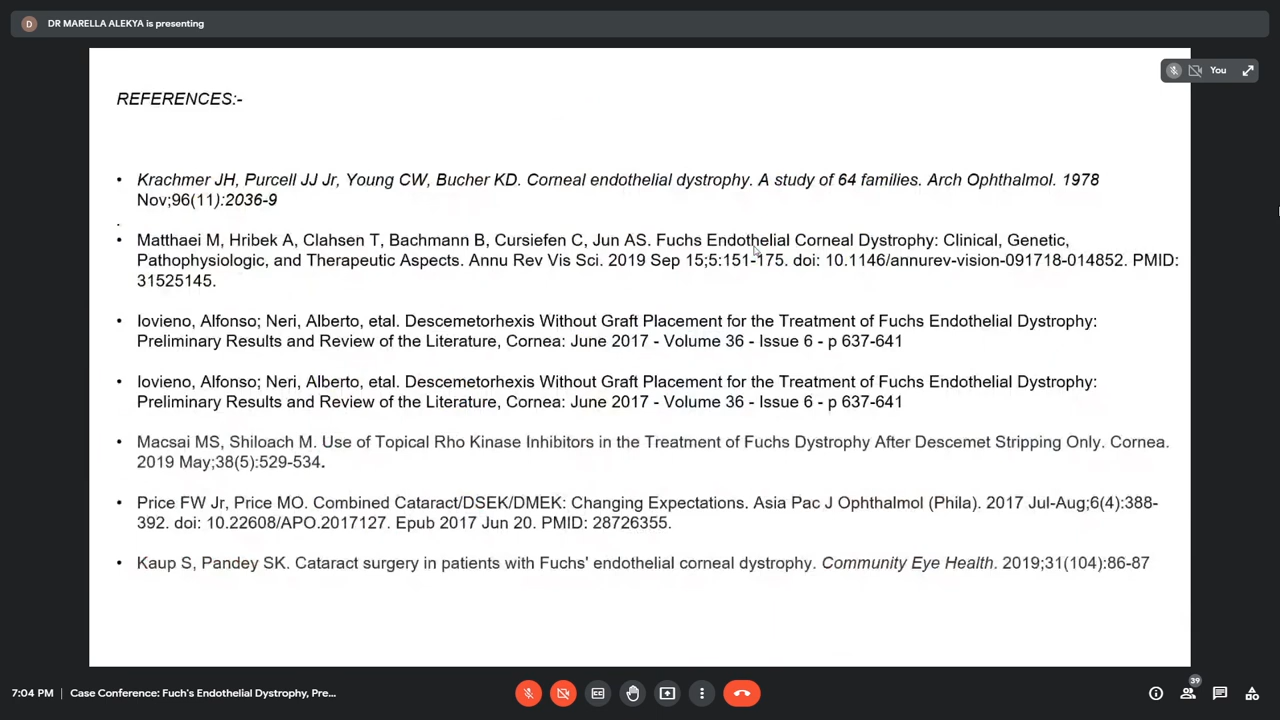 D DR MARELLA ALEKYA is presenting
You
REFERENCES:-
• Krachmer JH, Purcell JJ Jr, Young CW, Bucher KD. Corneal endothelial dystrophy. A study of 64 families. Arch Ophthalmol. 1978
Nov;96(11):2036-9
.
• Matthaei M, Hribek A, Clahsen T, Bachmann B, Cursiefen C, Jun AS. Fuchs Endothelial Corneal Dystrophy: Clinical, Genetic,
Pathophysiologic, and Therapeutic Aspects. Annu Rev Vis Sci. 2019 Sep 15;5:151-175. doi: 10.1146/annurev-vision-091718-014852. PMID:
31525145.
• Iovieno, Alfonso; Neri, Alberto, etal. Descemetorhexis Without Graft Placement for the Treatment of Fuchs Endothelial Dystrophy:
Preliminary Results and Review of the Literature, Cornea: June 2017 - Volume 36 - Issue 6 - p 637-641
• Iovieno, Alfonso; Neri, Alberto, etal. Descemetorhexis Without Graft Placement for the Treatment of Fuchs Endothelial Dystrophy:
Preliminary Results and Review of the Literature, Cornea: June 2017 - Volume 36 - Issue 6 - p 637-641
• Macsai MS, Shiloach M. Use of Topical Rho Kinase Inhibitors in the Treatment of Fuchs Dystrophy After Descemet Stripping Only. Cornea.
2019 May;38(5):529-534.
• Price FW Jr, Price MO. Combined Cataract/DSEK/DMEK: Changing Expectations. Asia Pac J Ophthalmol (Phila). 2017 Jul-Aug;6(4):388-
392. doi: 10.22608/APO.2017127. Epub 2017 Jun 20. PMID: 28726355.
• Kaup S, Pandey SK. Cataract surgery in patients with Fuchs' endothelial corneal dystrophy. Community Eye Health. 2019;31(104):86-87
7:04 PM | Case Conference: Fuch's Endothelial Dystrophy, Pre...
39